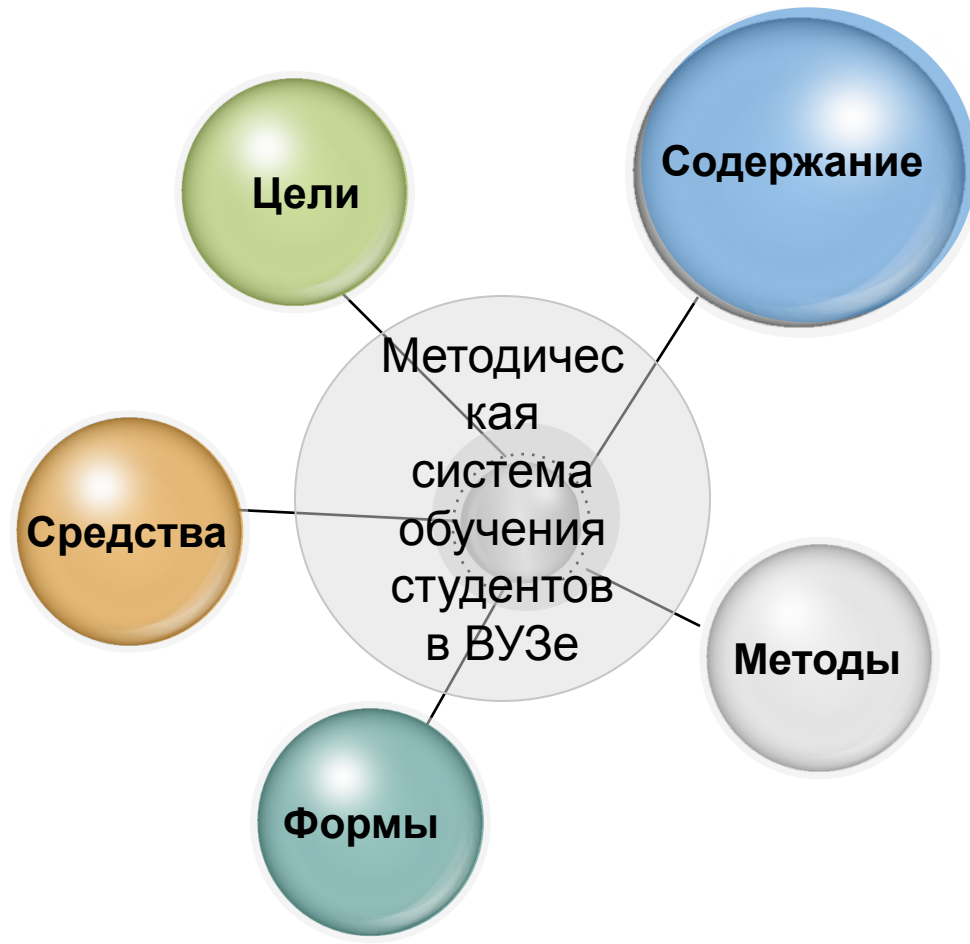 Содержание
Цели
Методичес
кая
система
обучения
студентов
в ВУЗе
Средства
Методы
Формы